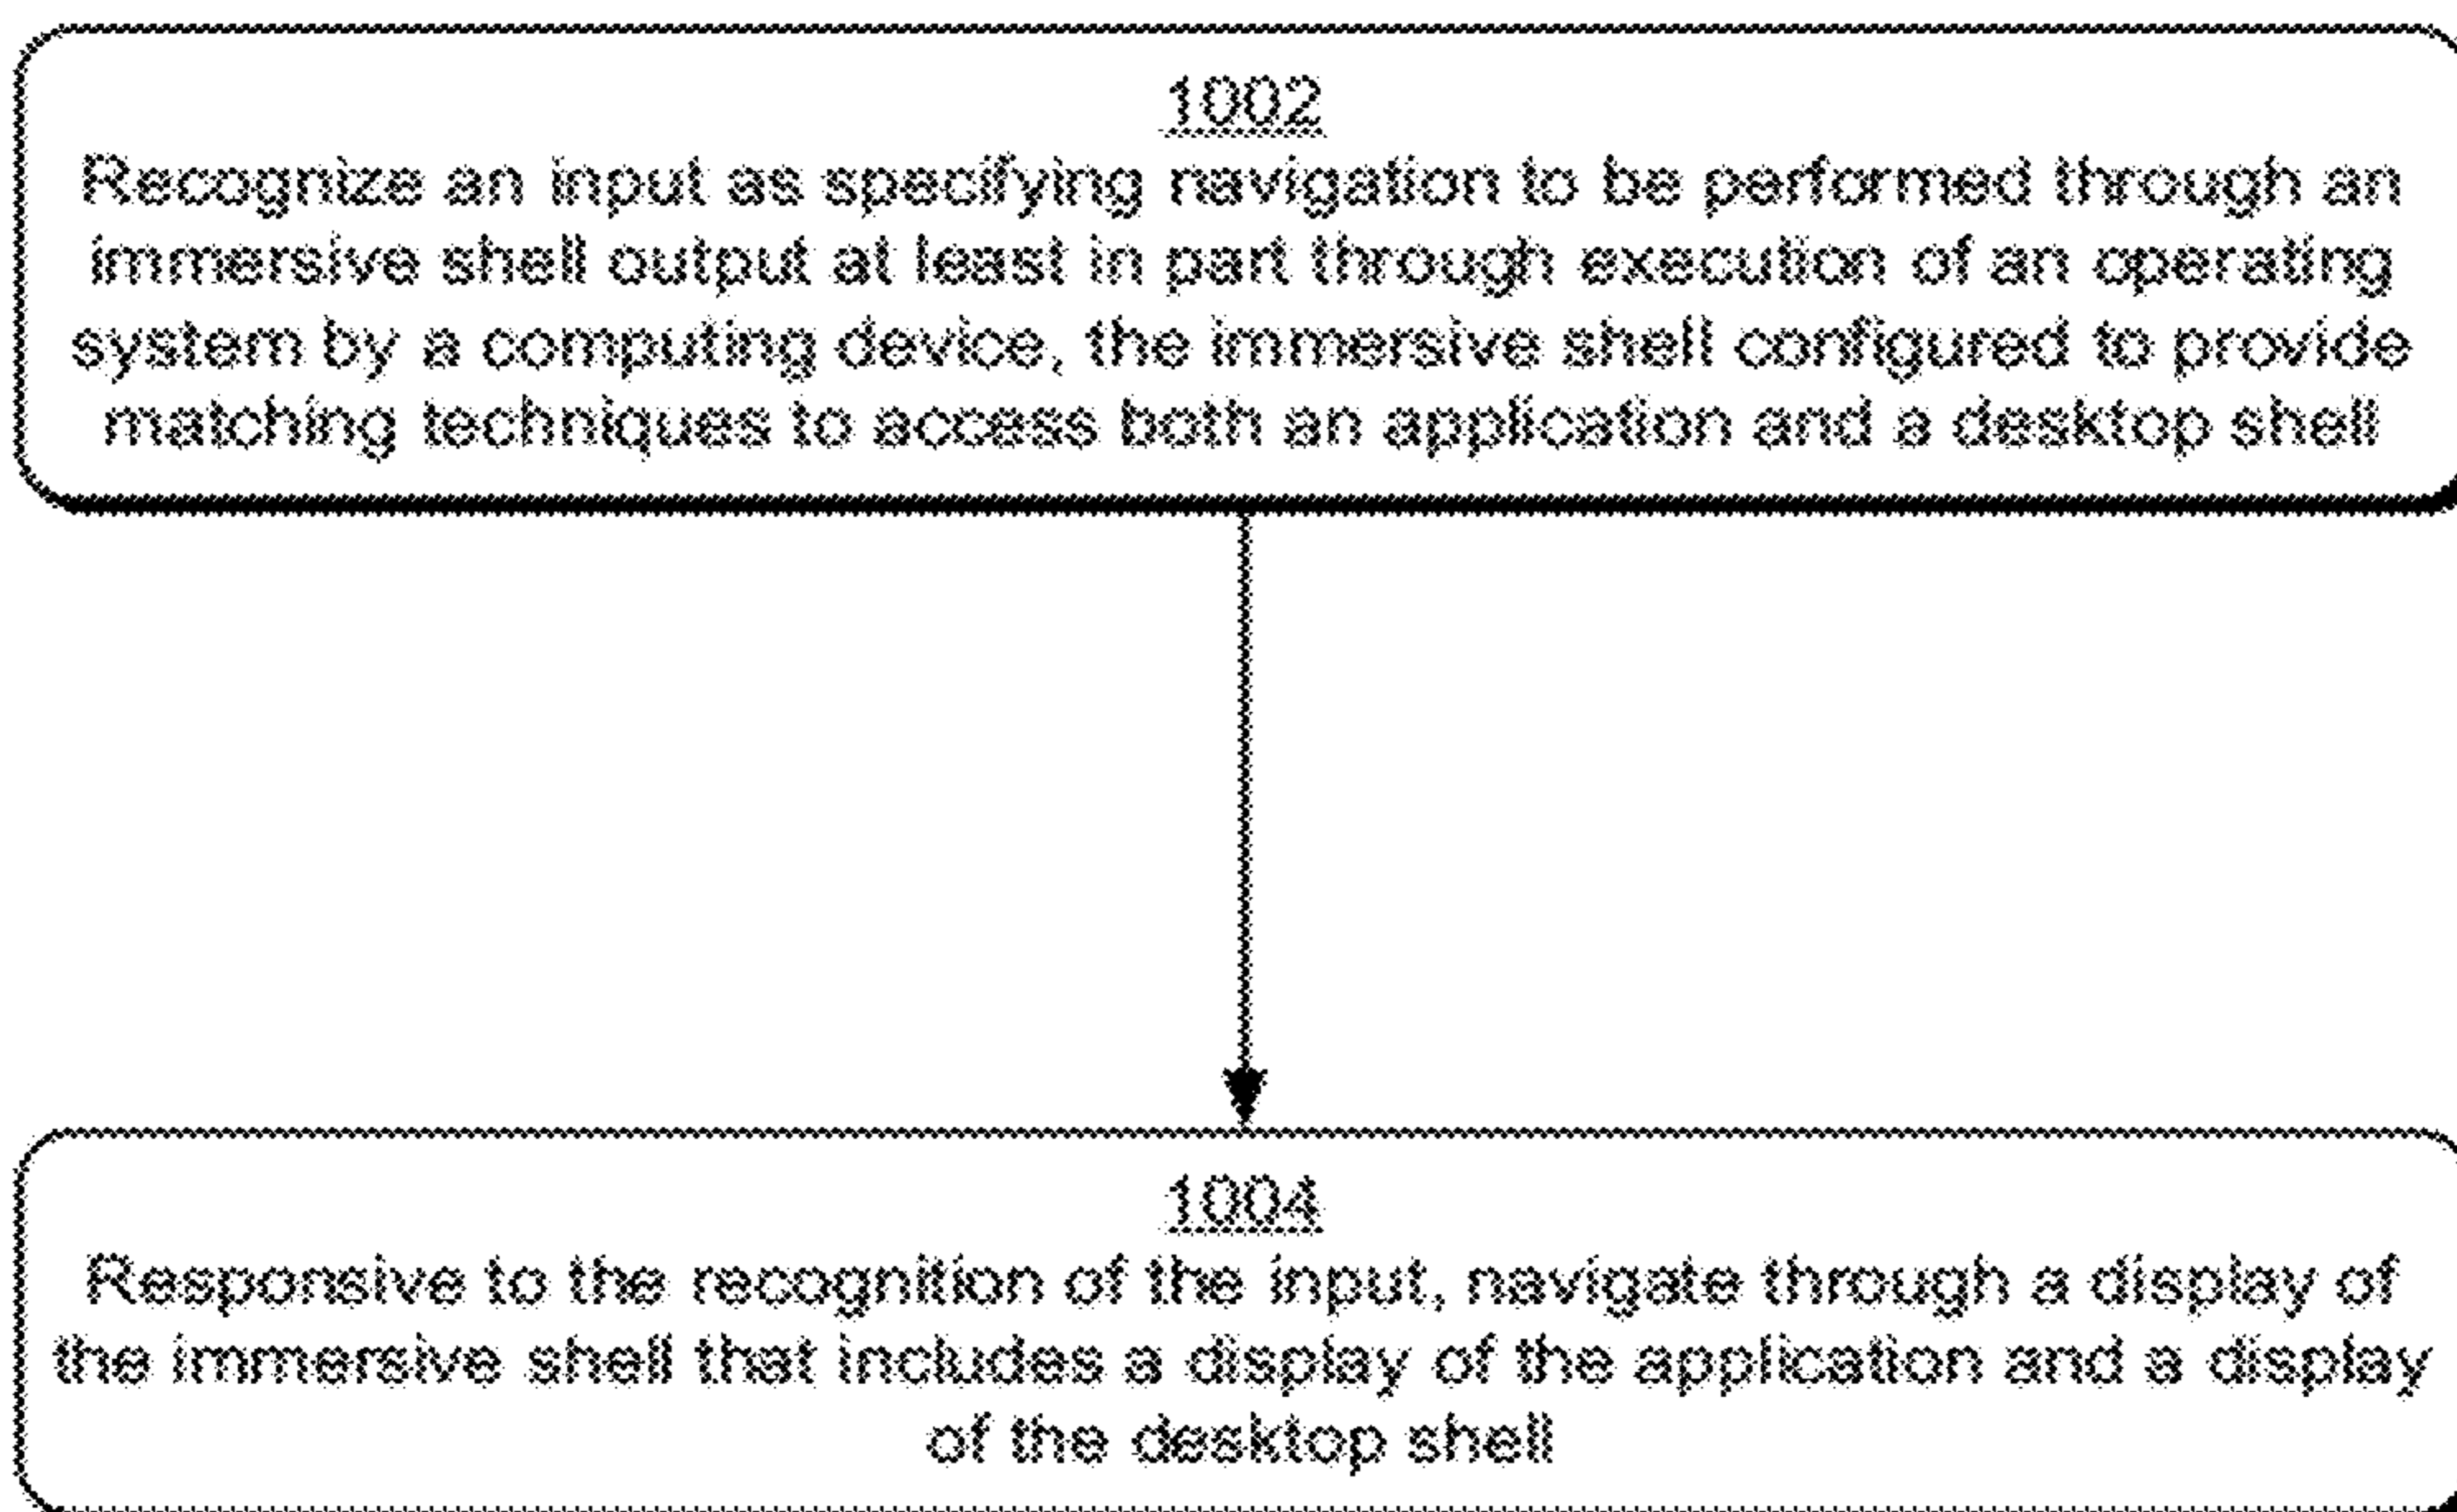 1002
Recognize an input as specifying navigation to be performed through an
immersive shell output at least in part through execution of an operating
system by a computing device, the immersive shell configured to provide
matching techniques to access both an application and a desktop shell
1004
Responsive to the recognition of the input, navigate through a display of
the immersive shell that includes a display of the application and a display
of the desktop shell